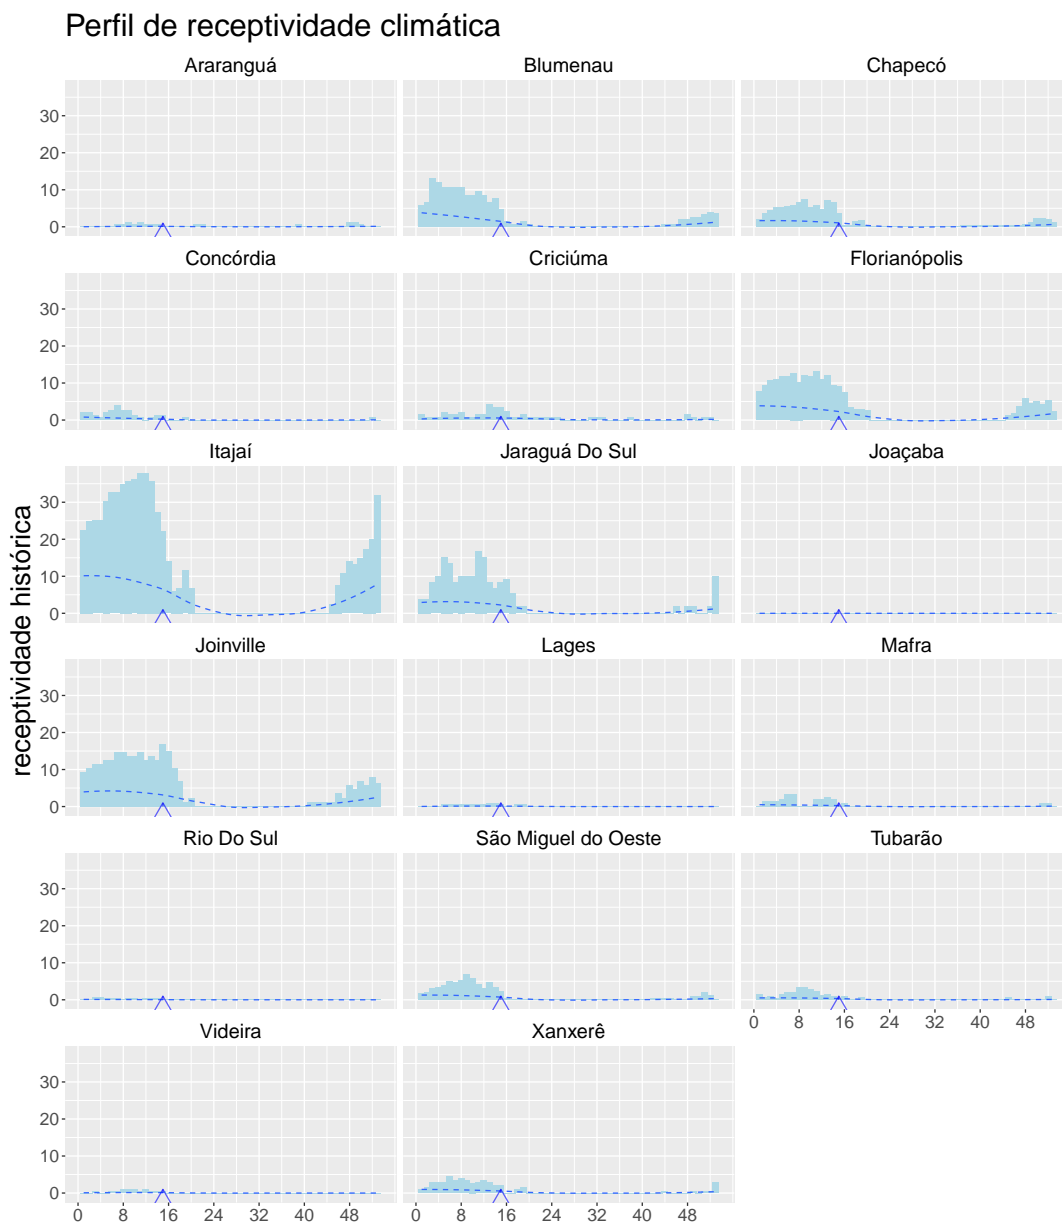 Perfil de receptividade climática
Araranguá Blumenau Chapecó
30
20
10
0
Concórdia Criciúma Florianópolis
30
20
10
0
Itajaí Jaraguá Do Sul Joaçaba
30
20
10
0
receptividade histórica
Joinville Lages Mafra
30
20
10
0
Rio Do Sul São Miguel do Oeste Tubarão
30
20
10
0
0 8 16 24 32 40 48
Videira Xanxerê
30
20
10
0
0 8 16 24 32 40 48 0 8 16 24 32 40 48